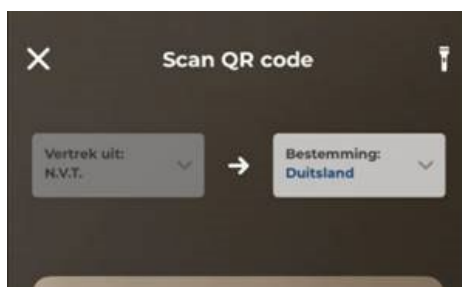 Scan QR code
Vertrek uit:
N.V.T.
Bestemming:
Duitsland